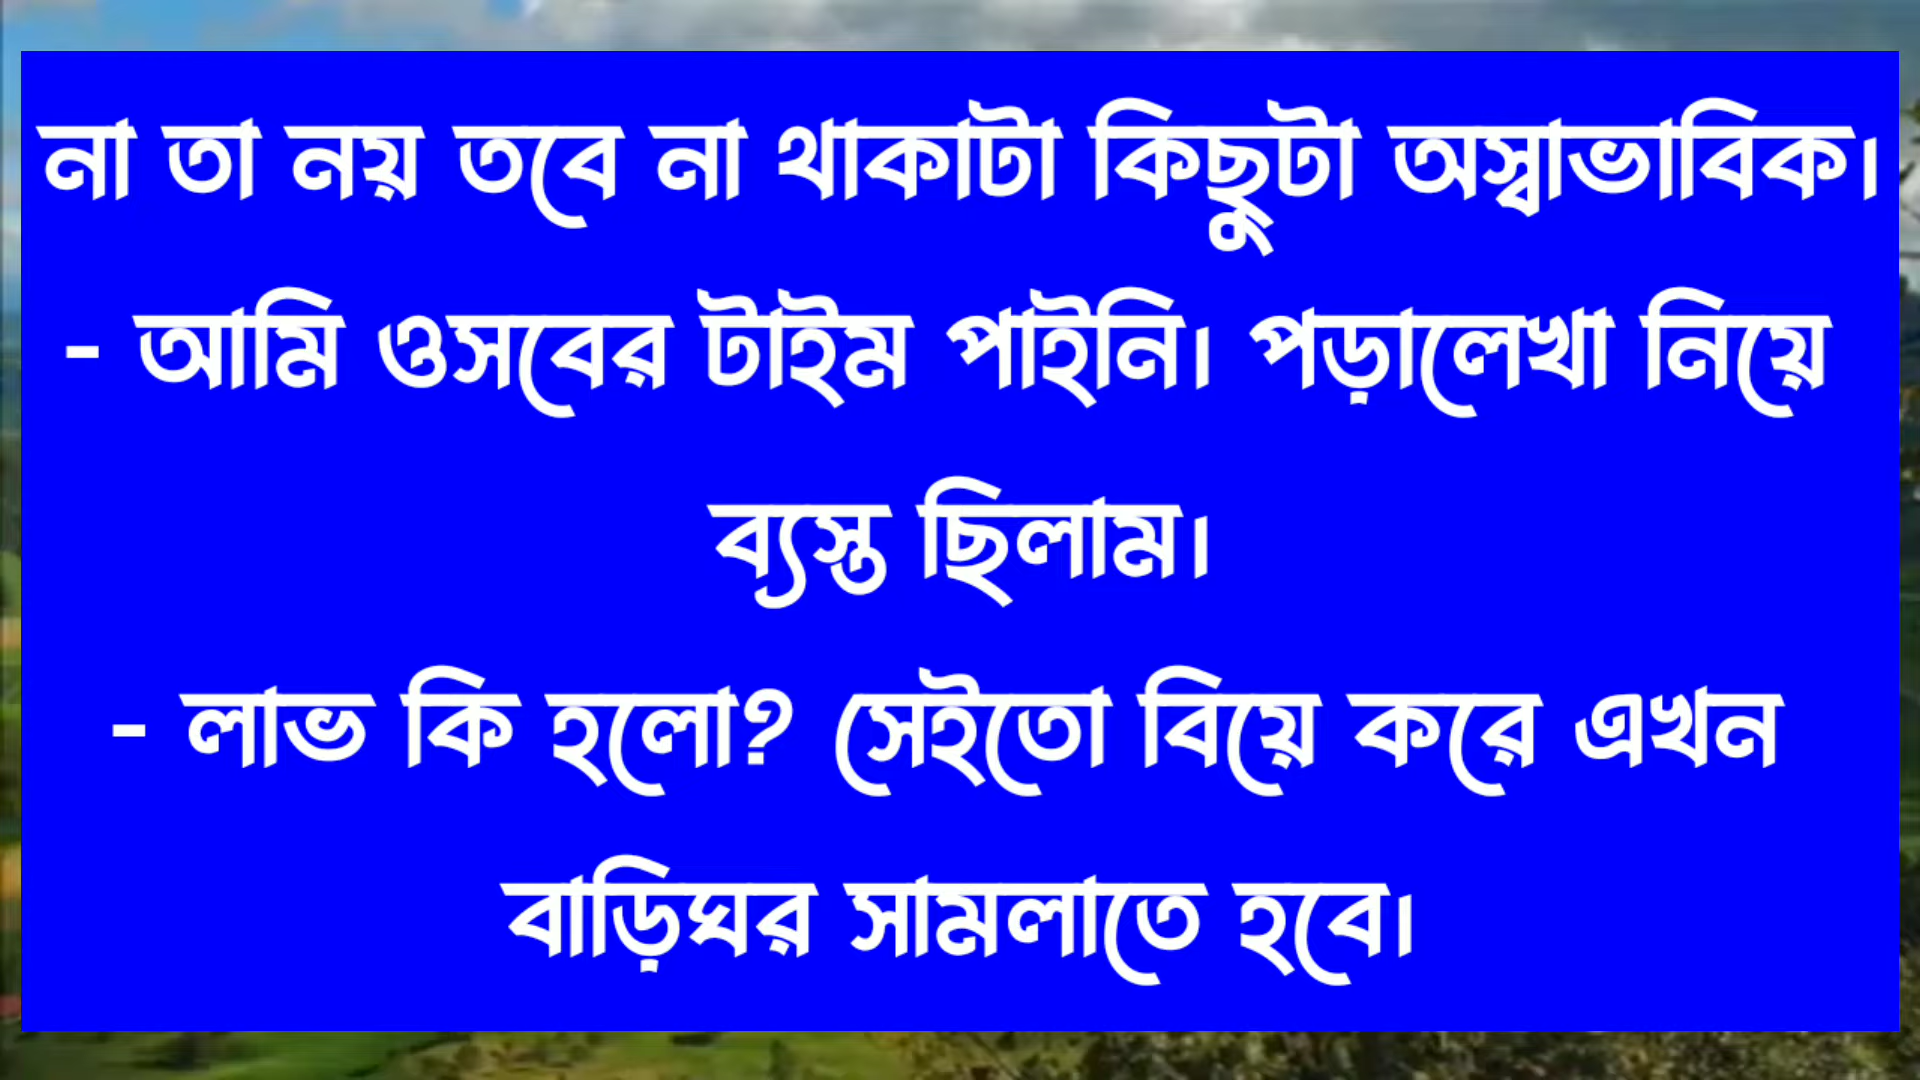 না তা নয় তবে না থাকাটা কিছুটা অস্বাভাবিক।
- আমি ওসবের টাইম পাইনি। পড়ালেখা নিয়ে
ব্যস্ত ছিলাম।
- লাভ কি হলো? সেইতো বিয়ে করে এখন
বাড়িঘর সামলাতে হবে।